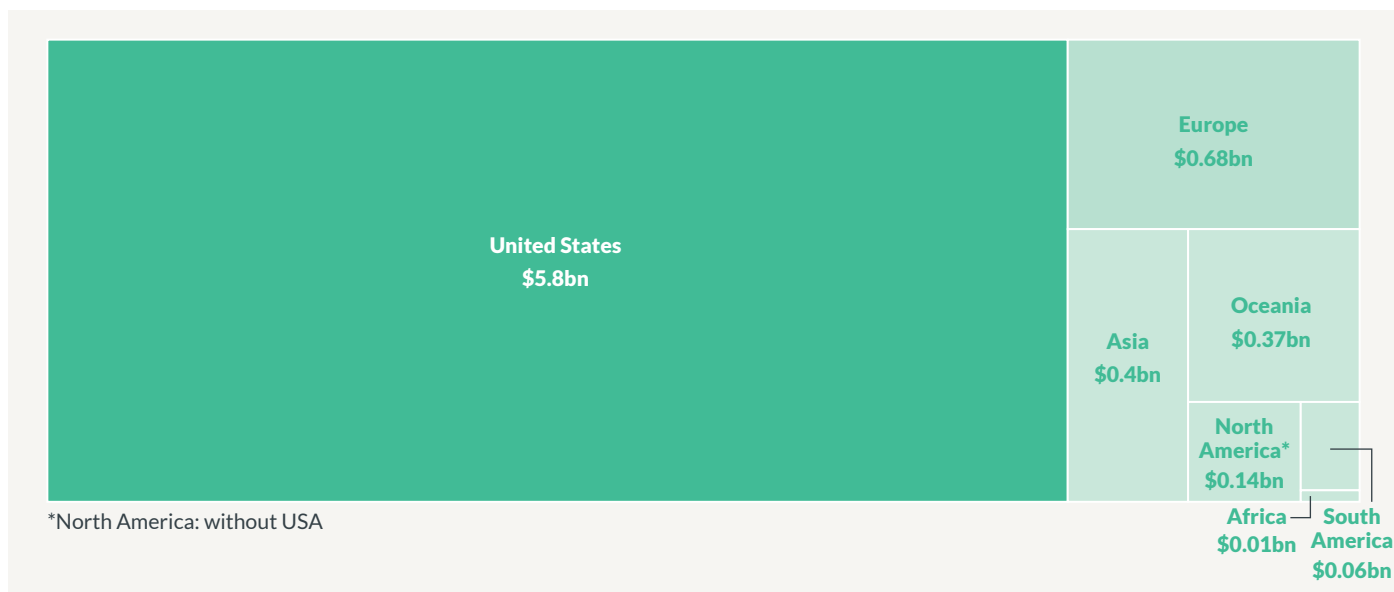 United States
$5.8bn
Europe
$0.68bn
Asia
$0.4bn
Oceania
$0.37bn
North
America*
$0.14bn
Africa
$0.01bn
South
America
$0.06bn
*North America: without USA